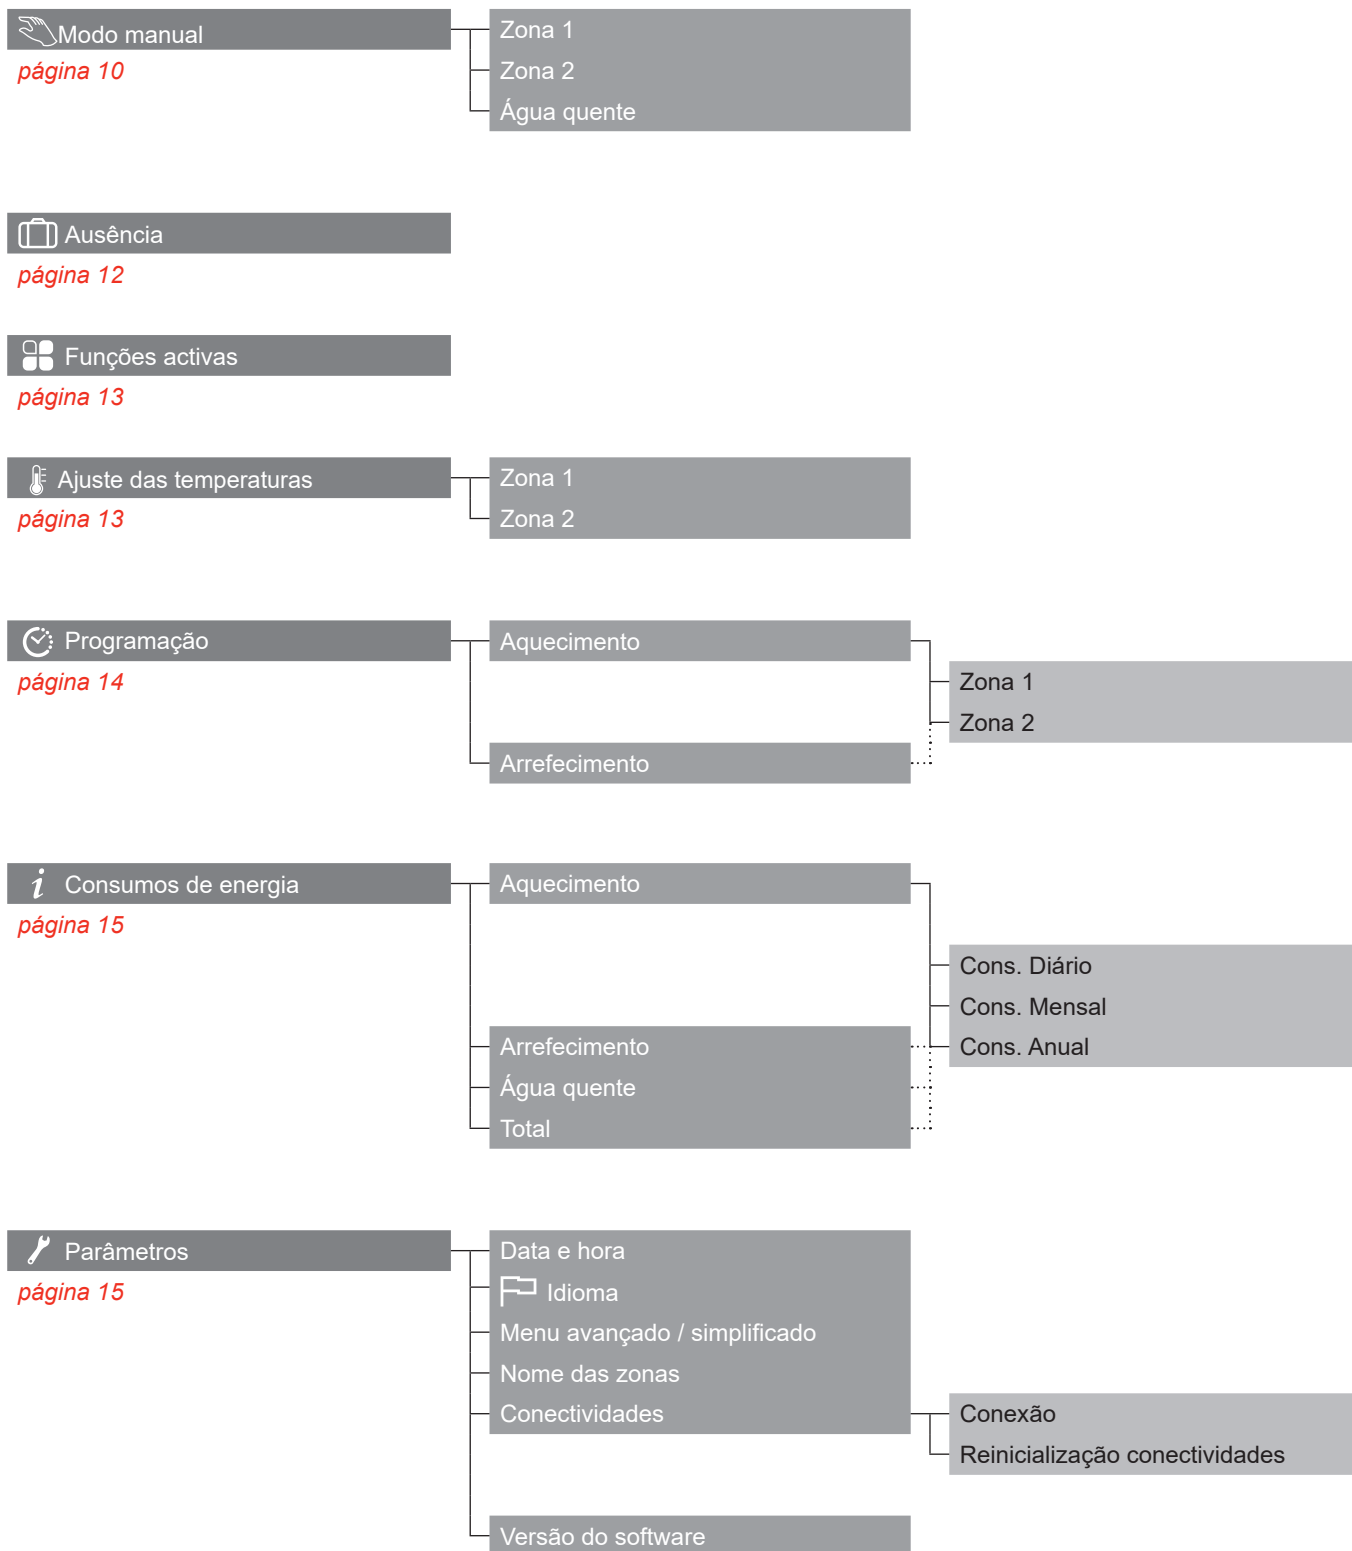 Modo manual
Zona 1
página 10
Zona 2
Água quente
Ausência
página 12
Funções activas
página 13
Ajuste das temperaturas
Zona 1
página 13
Zona 2
Programação
Aquecimento
página 14
Zona 1
Zona 2
Arrefecimento
Consumos de energia
Aquecimento
página 15
Cons. Diário
Cons. Mensal
Arrefecimento
Cons. Anual
Água quente
Total
Parâmetros
Data e hora
página 15
Idioma
Menu avançado / simplificado
Nome das zonas
Conectividades
Conexão
Reinicialização conectividades
Versão do software